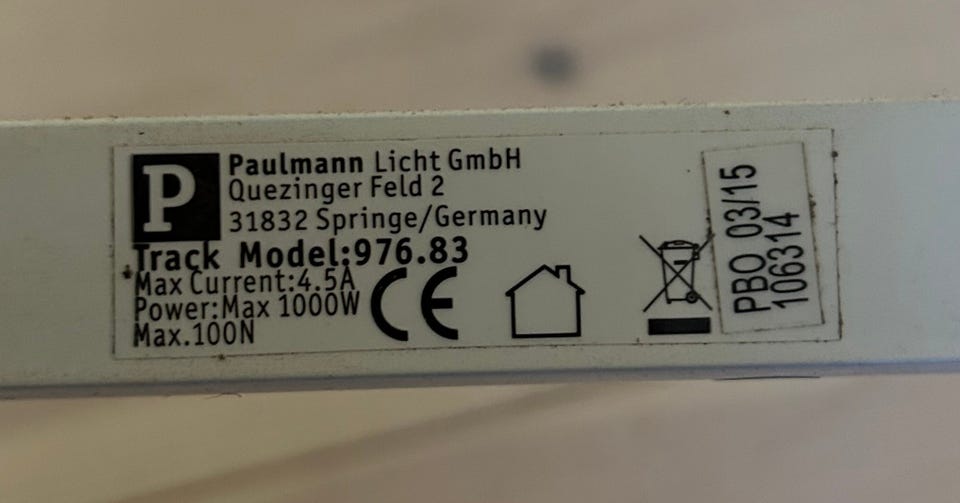 P
Paulmann Licht GmbH
Quezinger Feld 2
31832 Springe/Germany
Track Model:976.83
Max Current:4.5A
Power:Max 1000W
Max.100N
CE
PBO 03/15
106314